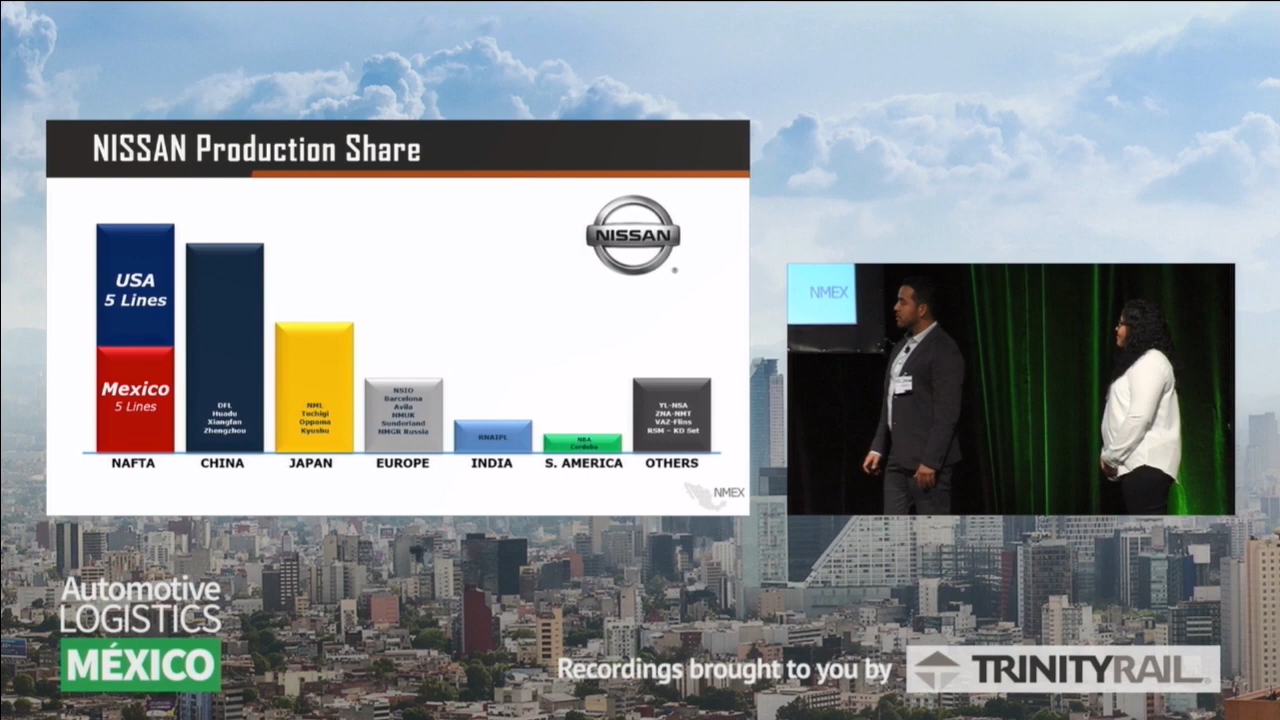 NISSAN Production Share
NISSAN
USA
5 Lines
Mexico
5 Lines
DFL
Huadu
Xiangfan
Zhengzhou
NML
Tochigi
Oppama
Kyushu
NSIO
Barcelona
Avila
NMUK
Sunderland
NMGR Russia
RNAIPL
NBA
Cordoba
YL-NSA
ZNA-NMT
VAZ-Flins
RSM - KD Set
NAFTA
CHINA
JAPAN
EUROPE
INDIA
S. AMERICA
OTHERS
NMEX
NMEX
Automotive
LOGISTICS
MÉXICO
Recordings brought to you by
TRINITYRAIL